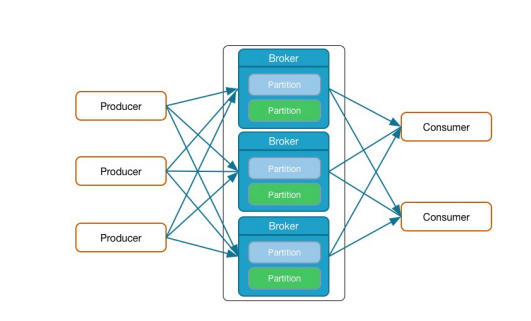 Broker
Partition
Partition
Producer
Consumer
Broker
Partition
Partition
Producer
Broker
Partition
Partition
Producer
Consumer